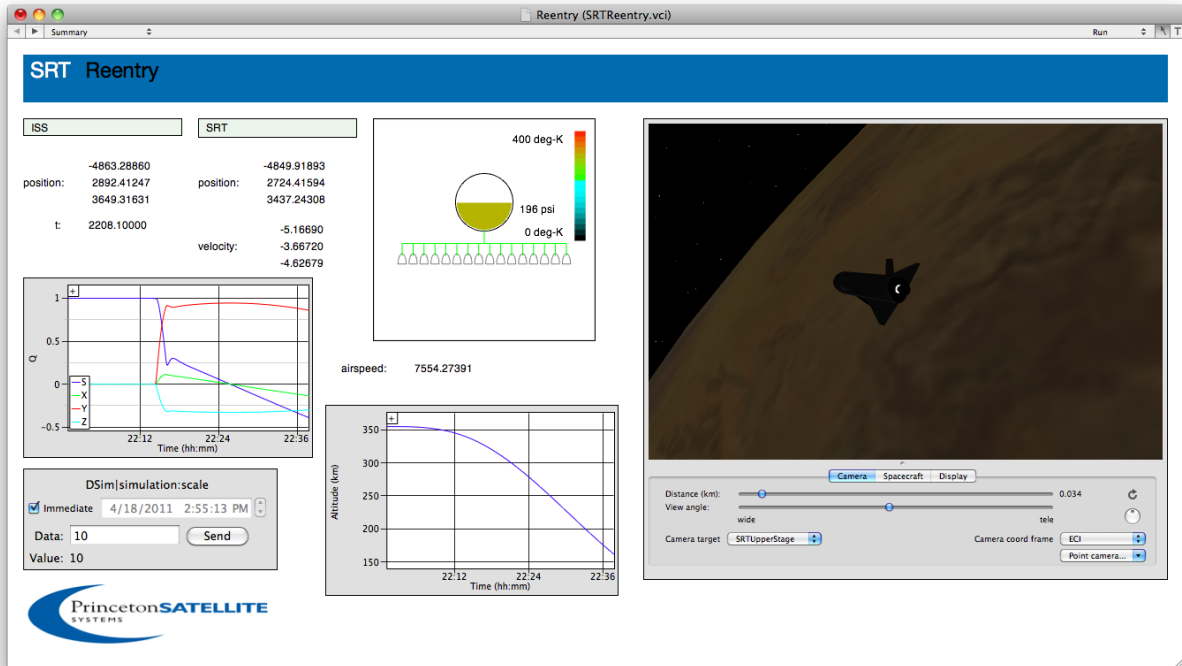 Reentry (SRTReentry.vci)
Summary
Run
T
SRT Reentry
ISS
SRT
position:
-4863.28860
2892.41247
3649.31631
t: 2208.10000
position:
-4849.91893
2724.41594
3437.24308
velocity:
-5.16690
-3.66720
-4.62679
400 deg-K
196 psi
0 deg-K
airspeed: 7554.27391
1
0.5
0
-0.5
Q
S
X
Y
Z
22:12 22:24 22:36
Time (hh:mm)
350
300
250
200
150
Altitude (km)
22:12 22:24 22:36
Time (hh:mm)
DSim|simulation:scale
Immediate 4/18/2011 2:55:13 PM
Data: 10 Send
Value: 10
Camera Spacecraft Display
Distance (km): 0.034
View angle:
wide tele
Camera target SRTUpperStage
Camera coord frame ECI
Point camera...
PrincetonSATELLITE
SYSTEMS